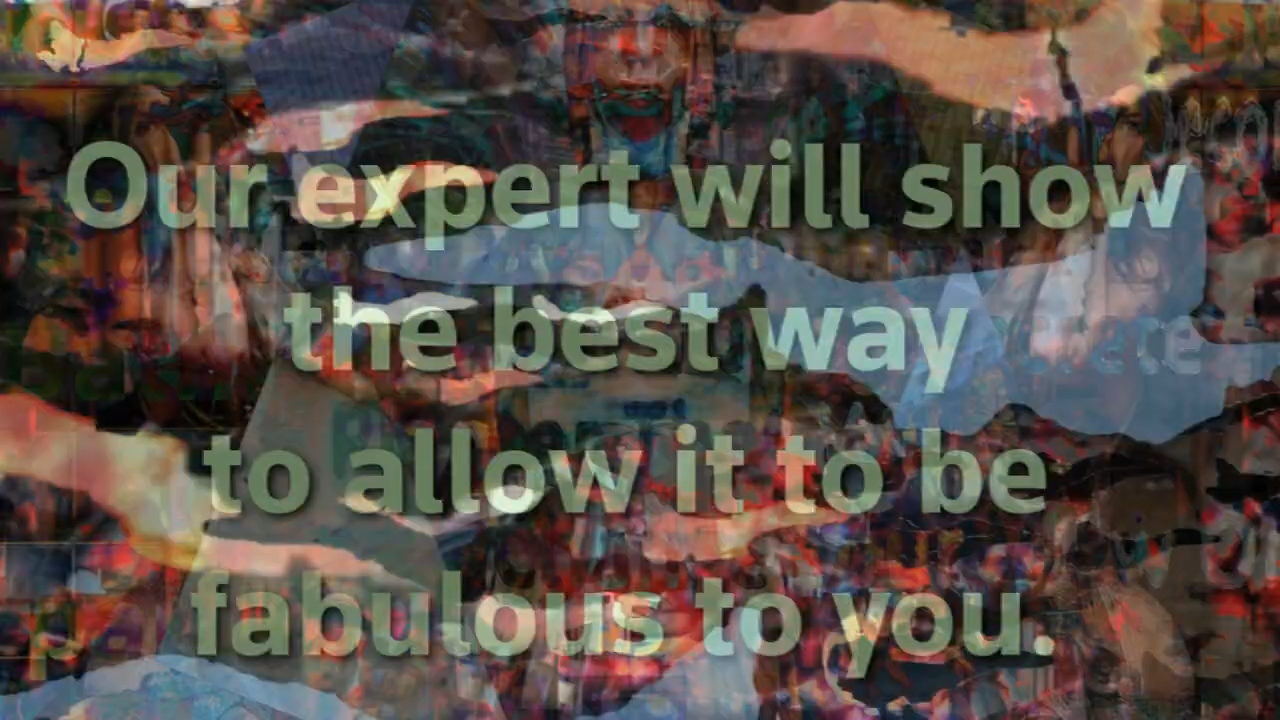 Our expert will show
the best way
to allow it to be
fabulous to you.